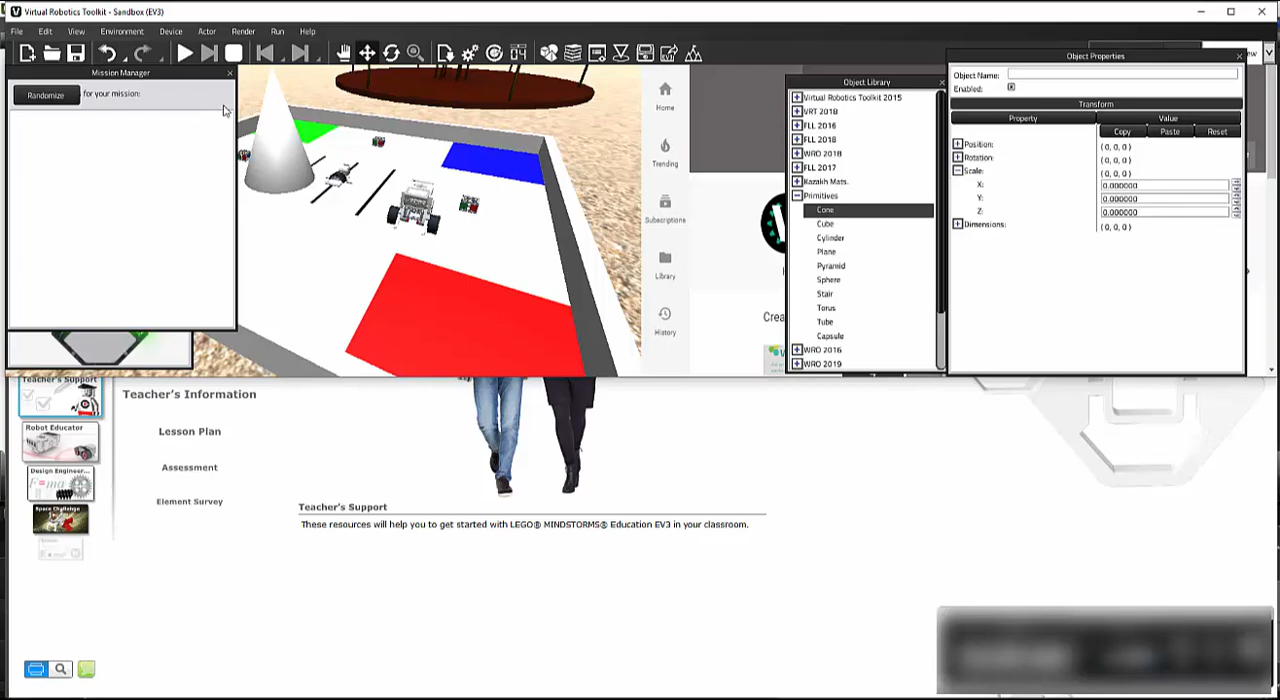 Virtual Robotics Toolkit - Sandbox (EV3)
File Edit View Environment Device Actor Render Run Help
Mission Manager
Randomize for your mission:
Home
Trending
Subscriptions
Library
History
Crea
Object Library
Virtual Robotics Toolkit 2015
VRT 2018
FLL 2016
FLL 2018
WRO 2018
FLL 2017
Kazakh Mats.
Primitives
Cone
Cube
Cylinder
Plane
Pyramid
Sphere
Stair
Torus
Tube
Capsule
WRO 2016
WRO 2019
Object Properties
Object Name:
Enabled:
Transform
Property Value
Copy Paste Reset
Position: (0, 0, 0)
Rotation: (0, 0, 0)
Scale: (0, 0, 0)
X: 0.000000
Y: 0.000000
Z: 0.000000
Dimensions: (0, 0, 0)
Teacher's Support
Robot Educator
Design Engineer...
Space Challenge
Teacher's Information
Lesson Plan
Assessment
Element Survey
Teacher's Support
These resources will help you to get started with LEGO® MINDSTORMS® Education EV3 in your classroom.